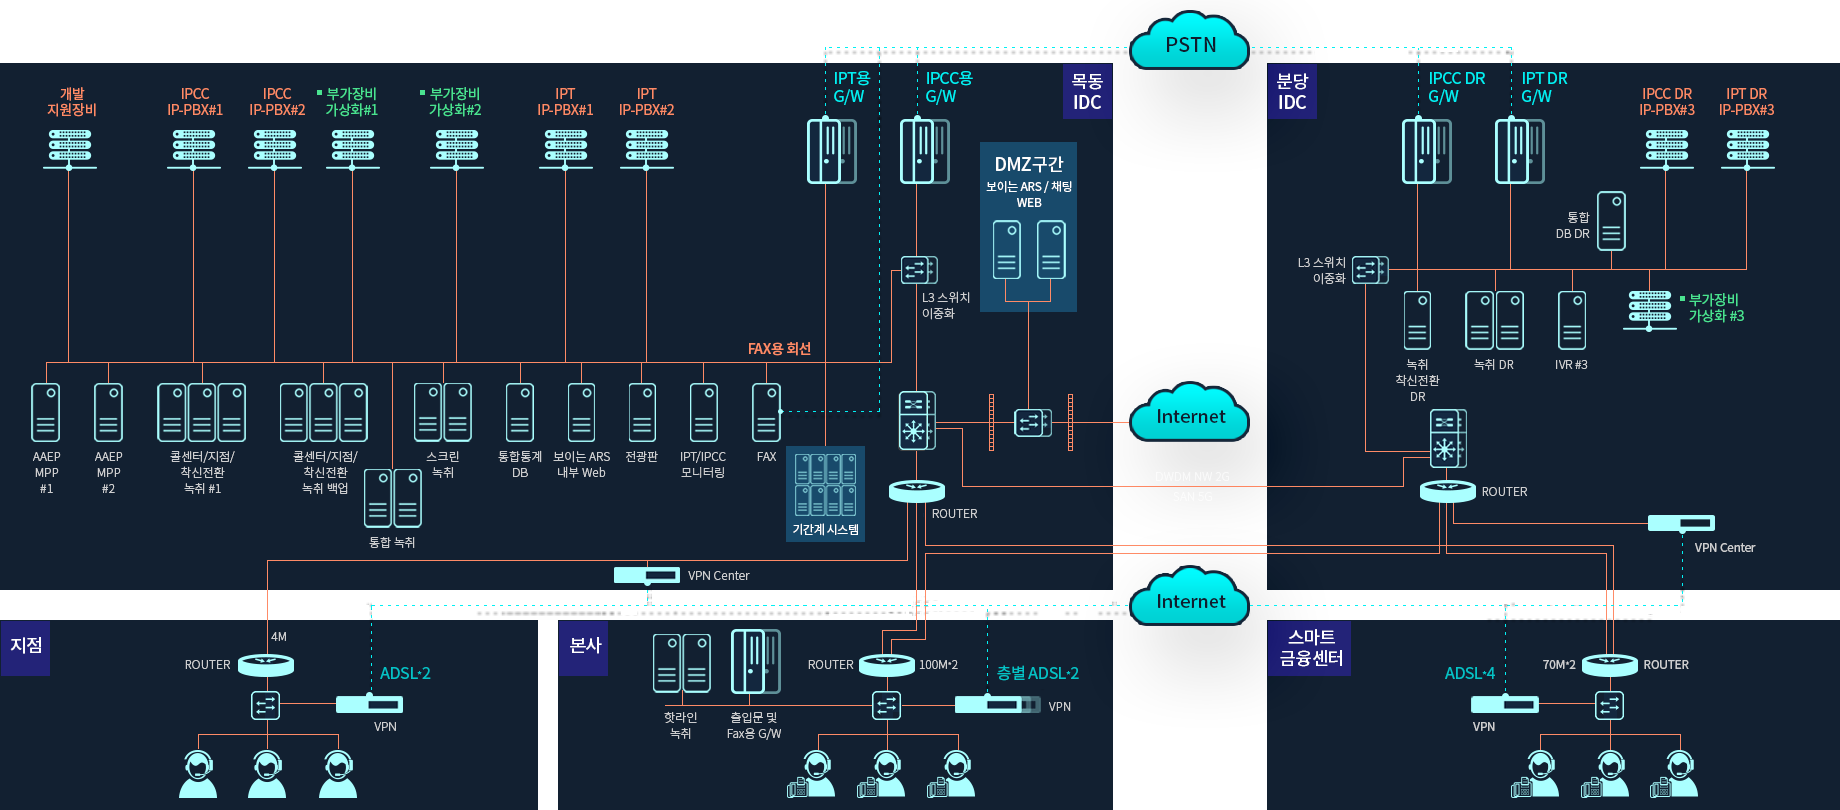 PSTN
개발
지원장비
IPCC
IP-PBX#1
IPCC
IP-PBX#2
부가장비
가상화#1
부가장비
가상화#2
IPT
IP-PBX#1
IPT
IP-PBX#2
IPT용
G/W
IPCC용
G/W
목동
IDC
분당
IDC
IPCC DR
G/W
IPT DR
G/W
IPCC DR
IP-PBX#3
IPT DR
IP-PBX#3
DMZ구간
보이는 ARS / 채팅
WEB
통합
DB DR
L3 스위치
이중화
L3 스위치
이중화
부가장비
가상화 #3
FAX용 회선
녹취
착신전환
DR
녹취 DR
IVR #3
Internet
AAEP
MPP
#1
AAEP
MPP
#2
콜센터/지점/
착신전환
녹취 #1
콜센터/지점/
착신전환
녹취 백업
통합 녹취
스크린
녹취
통합통계
DB
보이는 ARS
내부 Web
전광판
IPT/IPCC
모니터링
FAX
기간계 시스템
CWDM NW 2G
SAN 5G
ROUTER
ROUTER
VPN Center
VPN Center
Internet
지점
4M
ROUTER
ADSL*2
VPN
본사
핫라인
녹취
출입문 및
Fax용 G/W
ROUTER
100M*2
층별 ADSL*2
VPN
스마트
금융센터
ADSL*4
VPN
70M*2
ROUTER